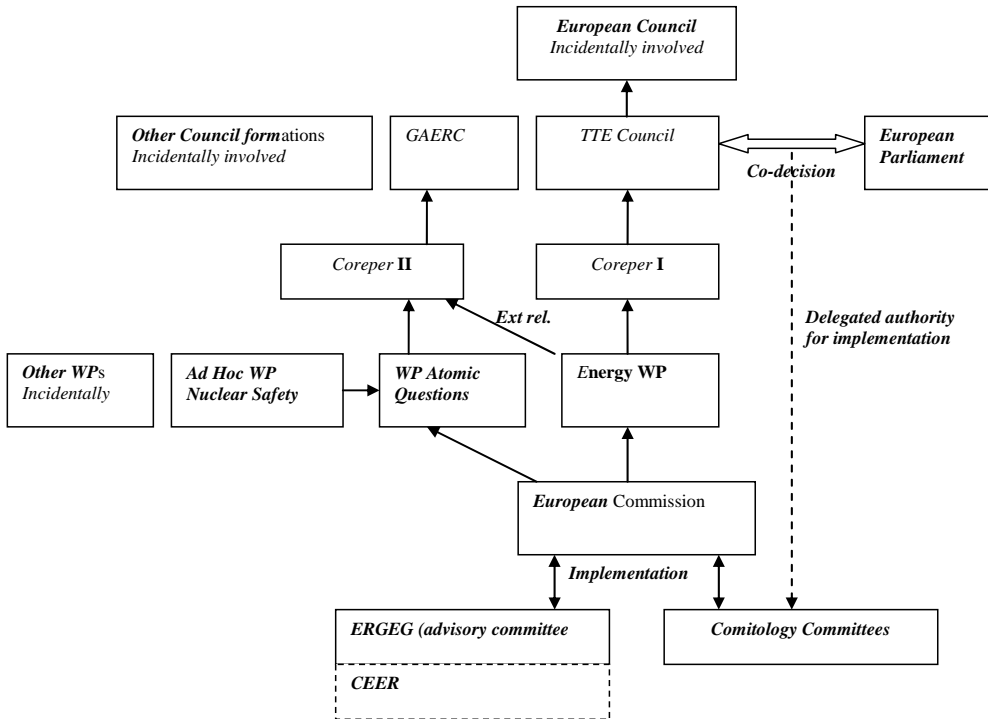 European Council
Incidentally involved
Other Council formations
Incidentally involved
GAERC
TTE Council
European
Parliament
Co-decision
Coreper II
Coreper I
Ext rel.
Delegated authority
for implementation
Other WPs
Incidentally
Ad Hoc WP
Nuclear Safety
WP Atomic
Questions
Energy WP
European Commission
Implementation
ERGEG (advisory committee
Comitology Committees
CEER